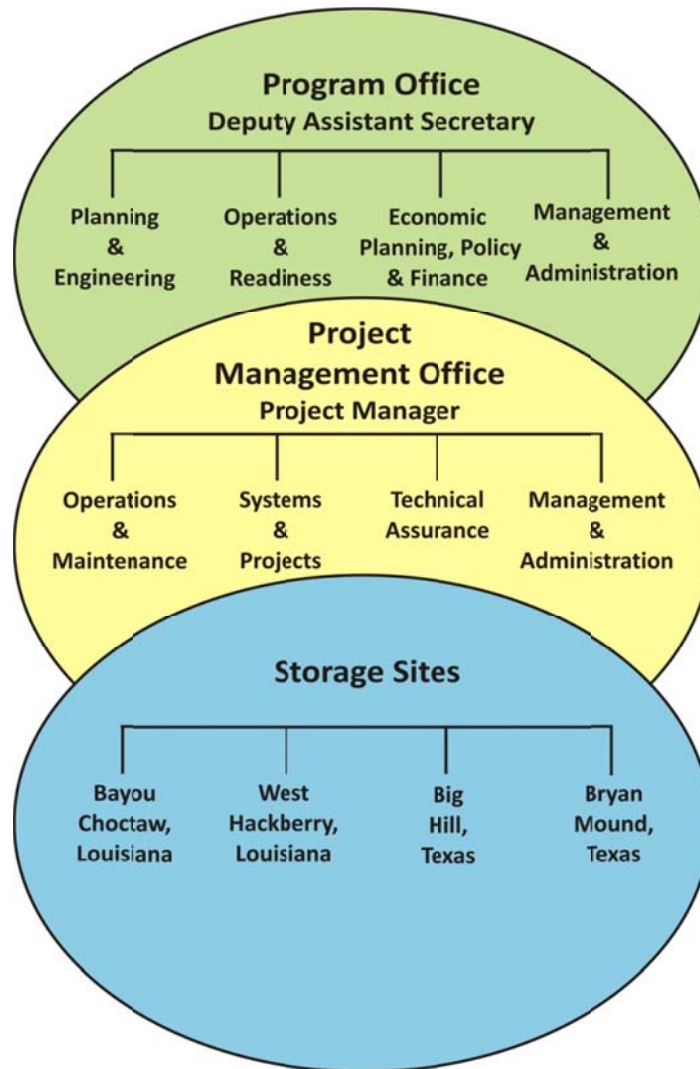 Program Office
Deputy Assistant Secretary
Planning
&
Engineering
Operations
&
Readiness
Economic
Planning, Policy
& Finance
Management
&
Administration
Project
Management Office
Project Manager
Operations
&
Maintenance
Systems
&
Projects
Technical
Assurance
Management
&
Administration
Storage Sites
Bayou
Choctaw,
Louisiana
West
Hackberry,
Louisiana
Big
Hill,
Texas
Bryan
Mound,
Texas